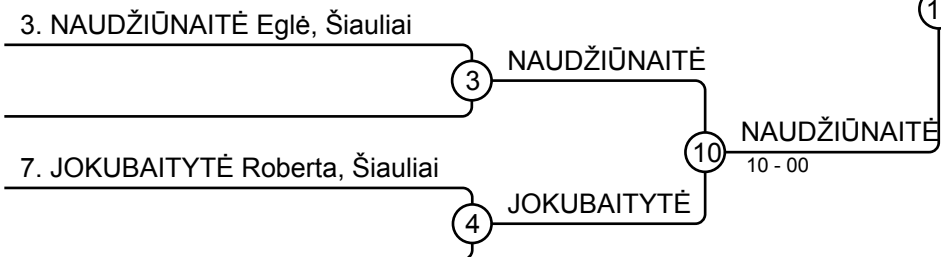 3. NAUDŽIŪNAITĖ Eglė, Šiauliai
3
NAUDŽIŪNAITĖ
10
NAUDŽIŪNAITĖ
10 - 00
7. JOKUBAITYTĖ Roberta, Šiauliai
4
JOKUBAITYTĖ